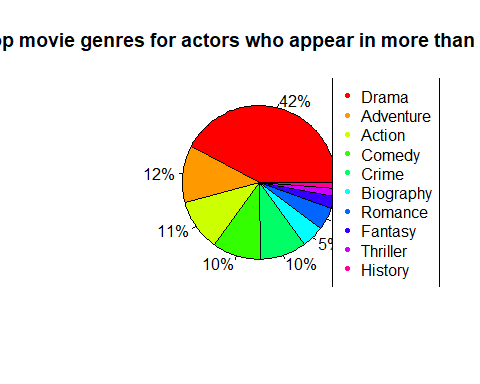 op movie genres for actors who appear in more than
42%
12%
11%
10%
10%
5%
Drama
Adventure
Action
Comedy
Crime
Biography
Romance
Fantasy
Thriller
History